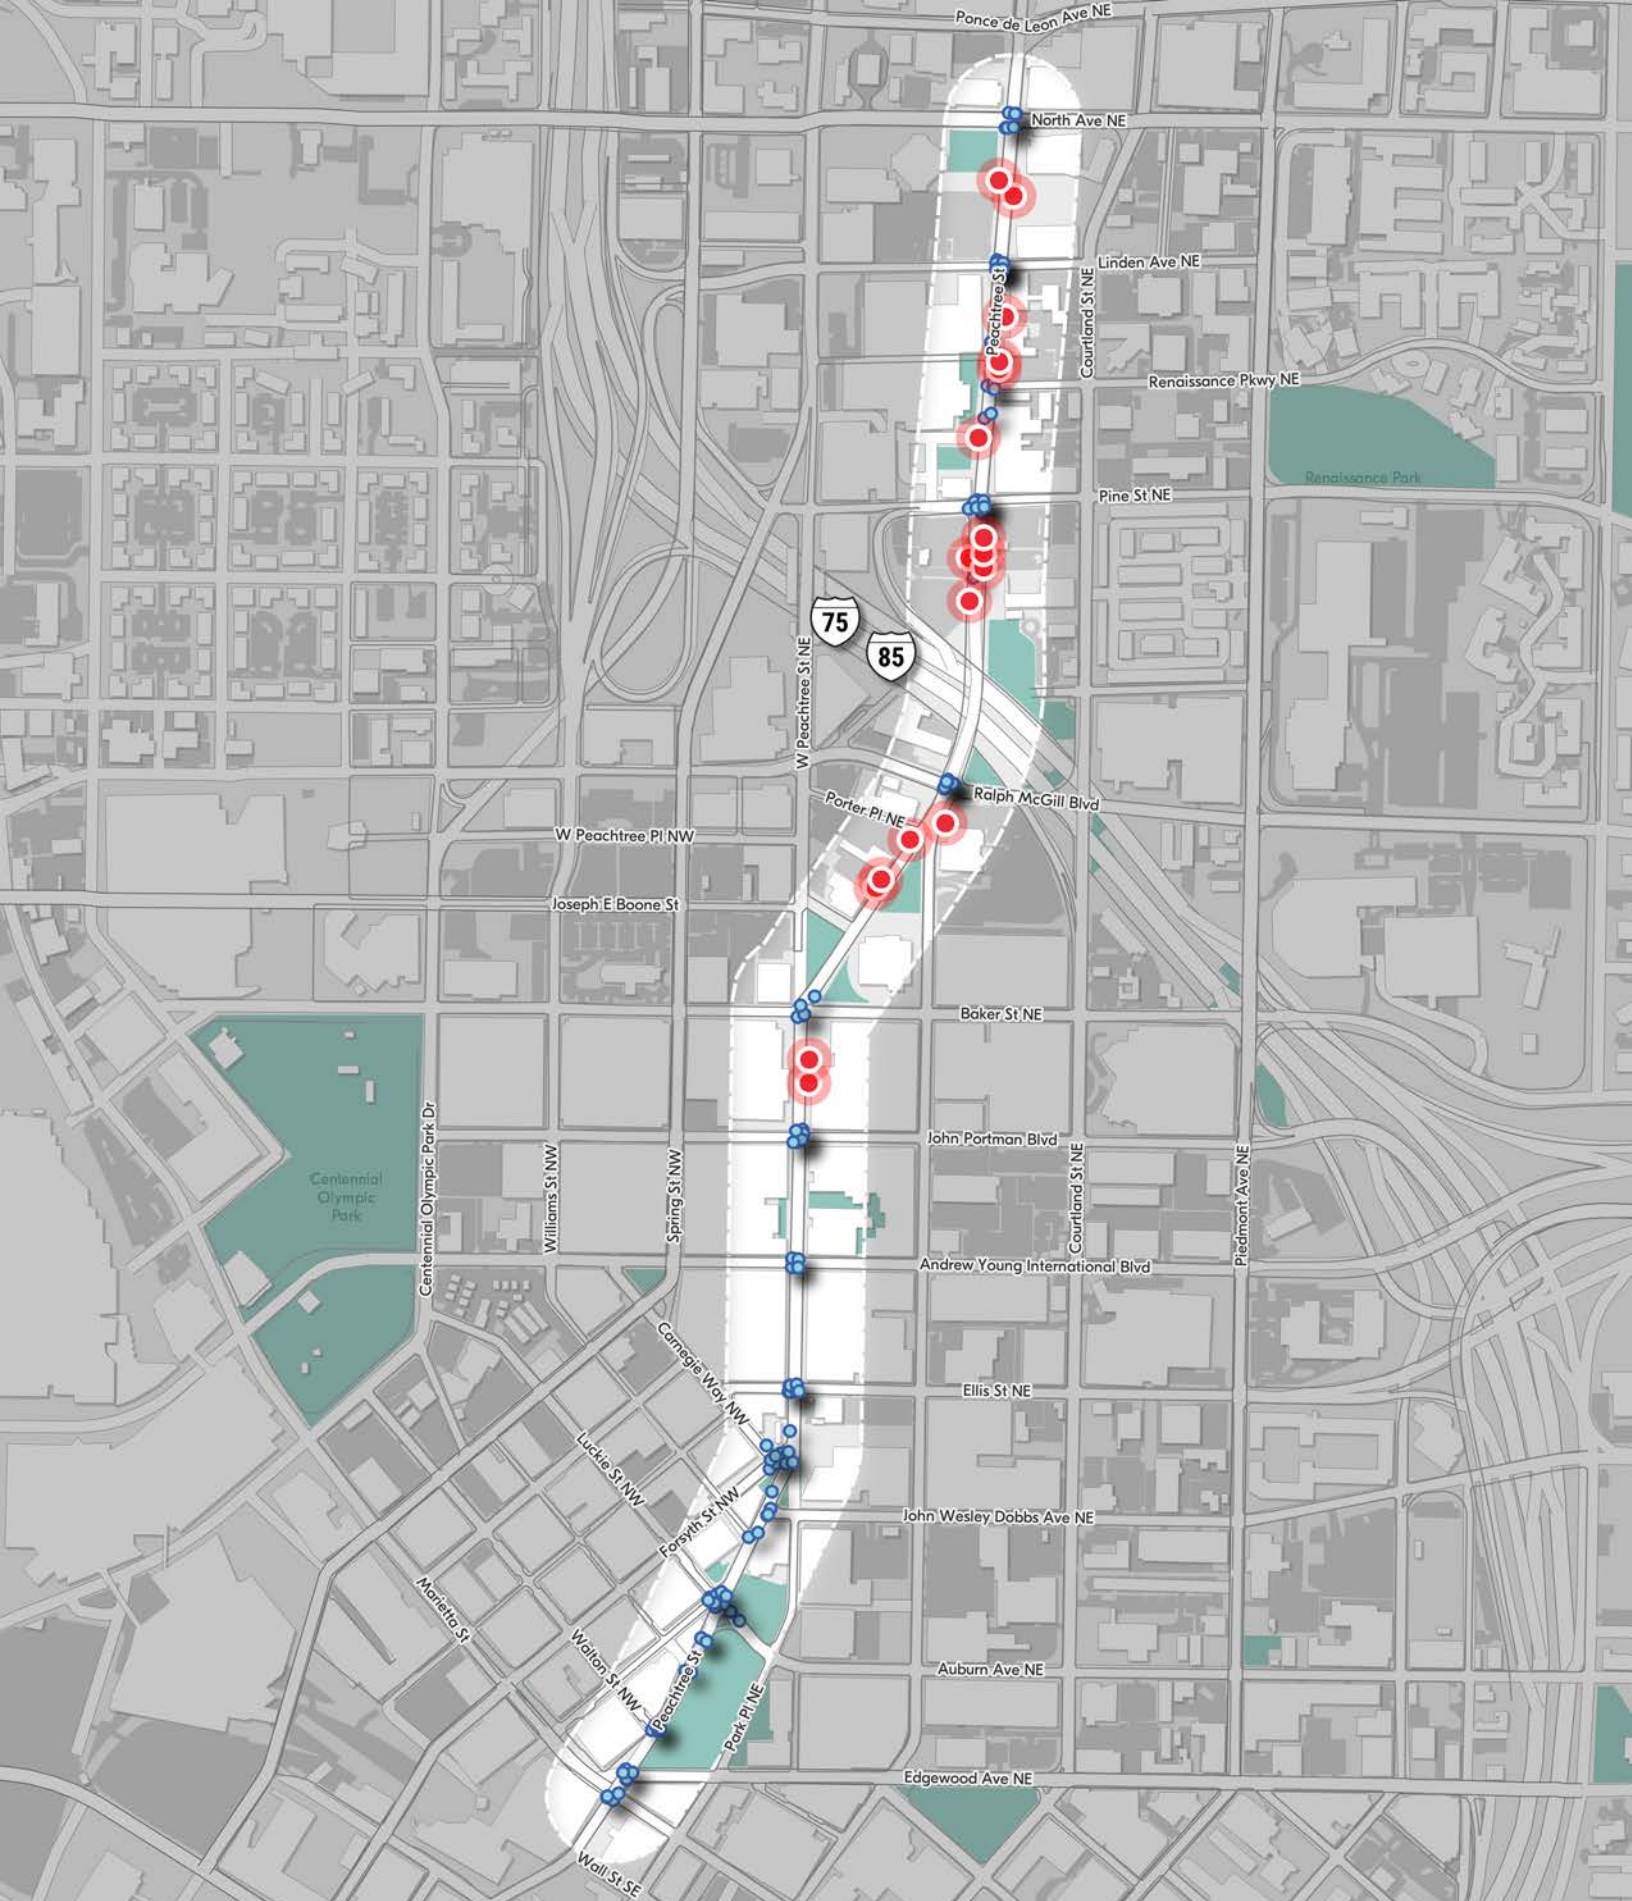 Ponce de Leon Ave NE
North Ave NE
Linden Ave NE
Peachtree St
Courtland St NE
Renaissance Pkwy NE
Renaissance Park
Pine St NE
75
85
W Peachtree St NE
Ralph McGill Blvd
Porter Pl NE
W Peachtree Pl NW
Joseph E Boone St
Baker St NE
John Portman Blvd
Centennial Olympic Park Dr
Williams St NW
Spring St NW
Courtland St NE
Piedmont Ave NE
Centennial
Olympic
Park
Andrew Young International Blvd
Carnegie Way NW
Ellis St NE
Luckie St NW
Forsyth St NW
John Wesley Dobbs Ave NE
Marietta St
Walton St NW
Peachtree St
Park Pl NE
Auburn Ave NE
Edgewood Ave NE
Wall St SE